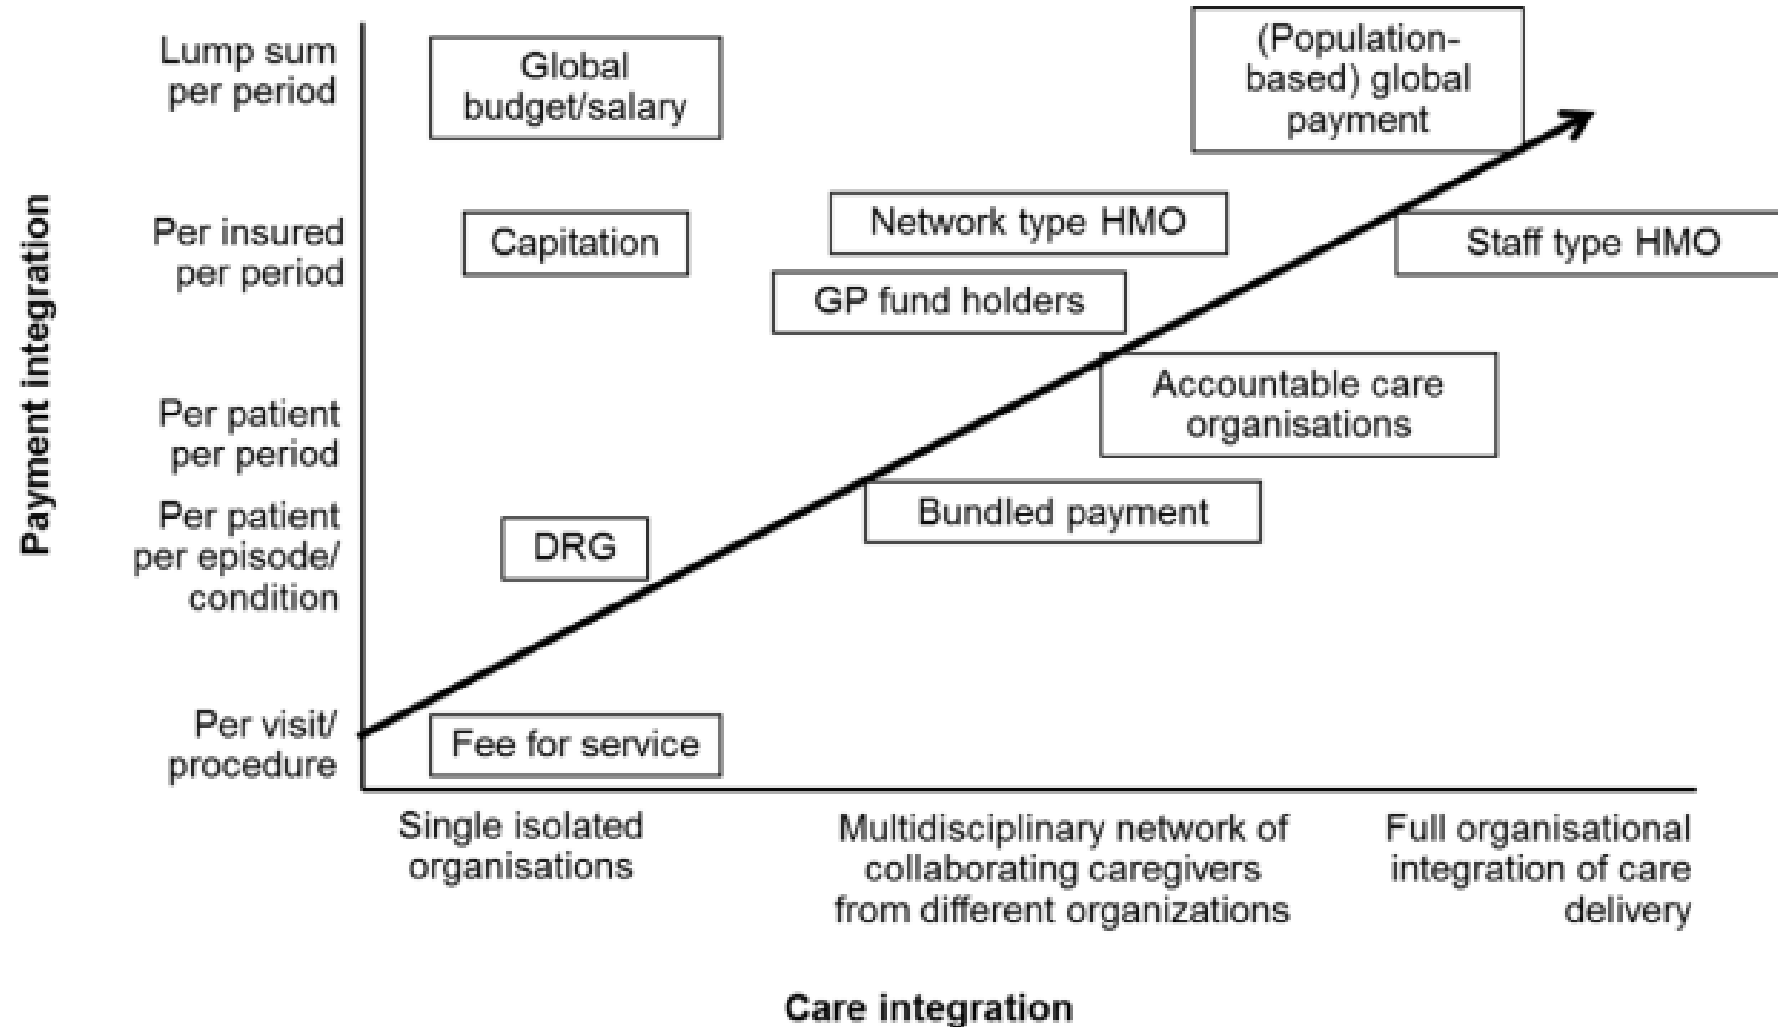 Lump sum
per period
Global
budget/salary
(Population-
based) global
payment
Payment integration
Per insured
per period
Capitation
Network type HMO
Staff type HMO
GP fund holders
Per patient
per period
Accountable care
organisations
Per patient
per episode/
condition
DRG
Bundled payment
Per visit/
procedure
Fee for service
Single isolated
organisations
Multidisciplinary network of
collaborating caregivers
from different organizations
Full organisational
integration of care
delivery
Care integration